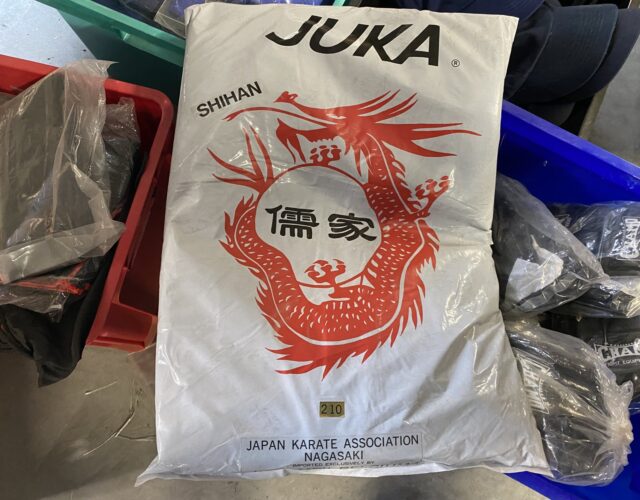 JUKA
®
SHIHAN
儒家
210
JAPAN KARATE ASSOCIATION
NAGASAKI
IMPORTED EXCLUSIVELY BY